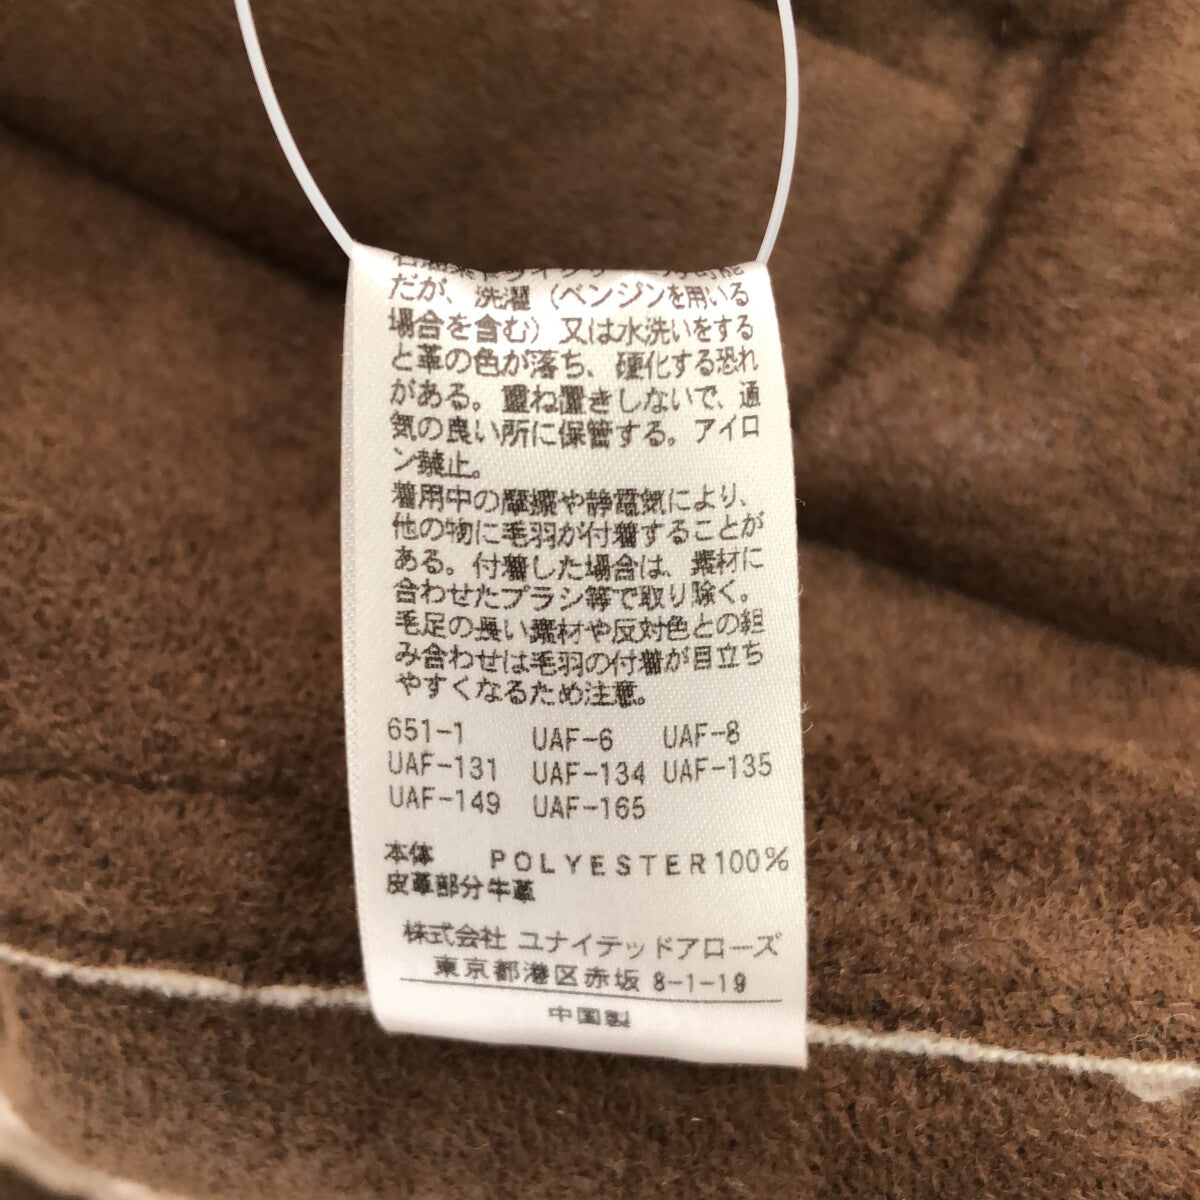 だが、洗濯（ベンジンを用いる
場合を含む）又は水洗いをする
と革の色が落ち、硬化する恐れ
がある。重ね置きしないで、通
気の良い所に保管する。アイロ
ン禁止。
着用中の摩擦や静電気により、
他の物に毛羽が付着することが
ある。付着した場合は、素材に
合わせたブラシ等で取り除く。
毛足の長い素材や反対色との組
み合わせは毛羽の付着が目立ち
やすくなるため注意。
651-1 UAF-6 UAF-8
UAF-131 UAF-134 UAF-135
UAF-149 UAF-165
本体 POLYESTER100%
皮革部分牛革
株式会社 ユナイテッドアローズ
東京都港区赤坂 8-1-19
中国製